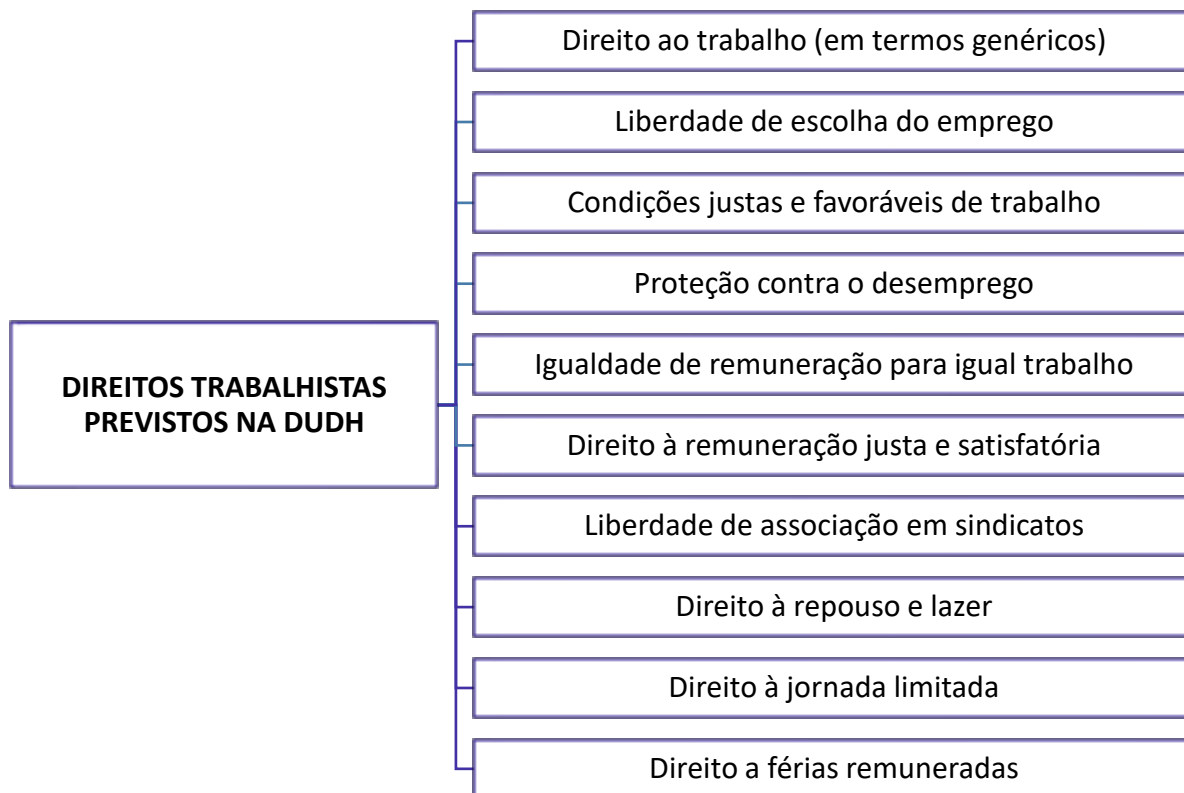 Direito ao trabalho (em termos genéricos)
Liberdade de escolha do emprego
Condições justas e favoráveis de trabalho
Proteção contra o desemprego
Igualdade de remuneração para igual trabalho
DIREITOS TRABALHISTAS
PREVISTOS NA DUDH
Direito à remuneração justa e satisfatória
Liberdade de associação em sindicatos
Direito à repouso e lazer
Direito à jornada limitada
Direito a férias remuneradas